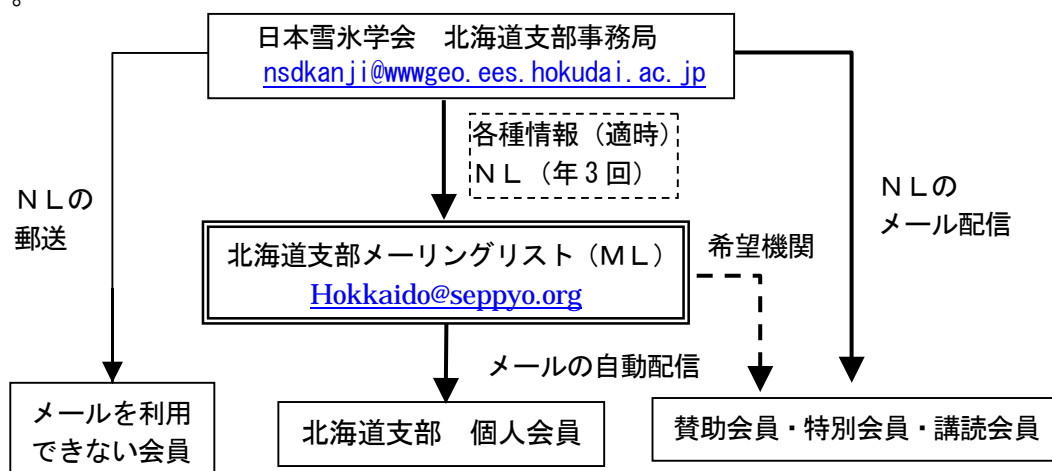 。
日本雪氷学会　北海道支部事務局
nsdkanji@wwwgeo.ees.hokudai.ac.jp
各種情報（適時）
ＮＬ（年３回）
ＮＬの
郵送
ＮＬの
メール配信
北海道支部メーリングリスト（ＭＬ）
Hokkaido@seppyo.org
希望機関
メールの自動配信
メールを利用
できない会員
北海道支部　個人会員
賛助会員・特別会員・講読会員